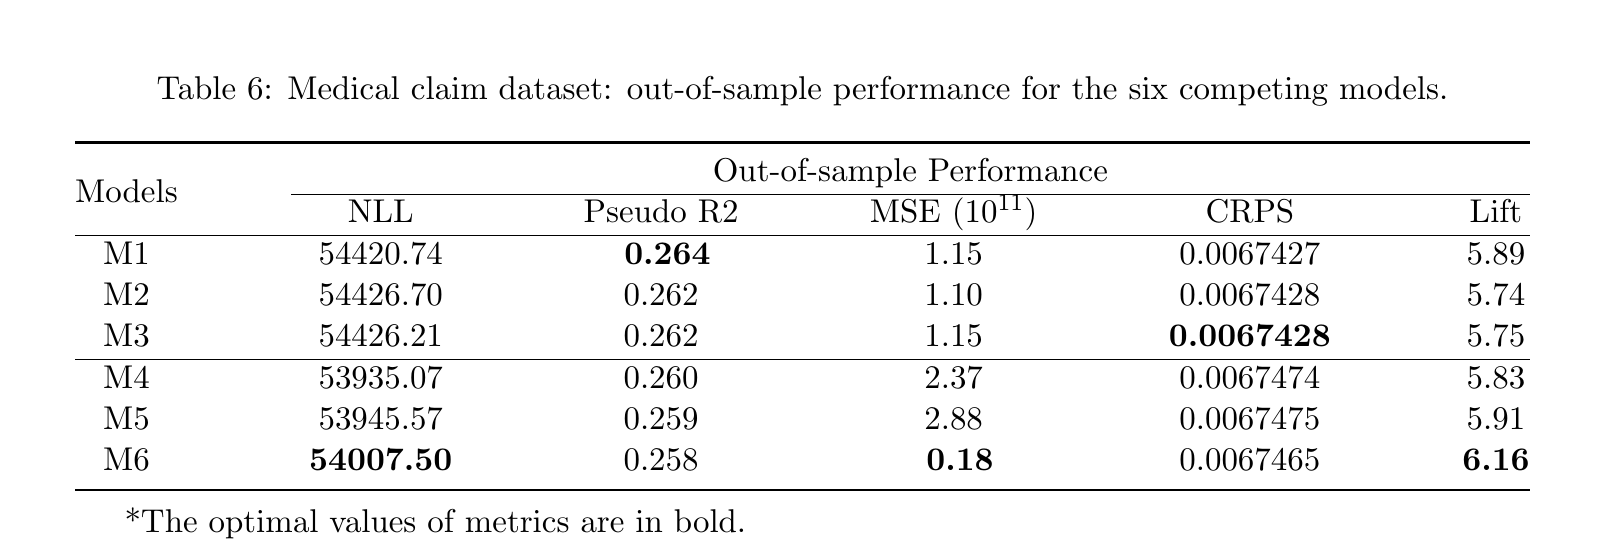 Table 6: Medical claim dataset: out-of-sample performance for the six competing models.
Models Out-of-sample Performance
NLL Pseudo R2 MSE (10^11) CRPS Lift
M1 54420.74 0.264 1.15 0.0067427 5.89
M2 54426.70 0.262 1.10 0.0067428 5.74
M3 54426.21 0.262 1.15 0.0067428 5.75
M4 53935.07 0.260 2.37 0.0067474 5.83
M5 53945.57 0.259 2.88 0.0067475 5.91
M6 54007.50 0.258 0.18 0.0067465 6.16
*The optimal values of metrics are in bold.